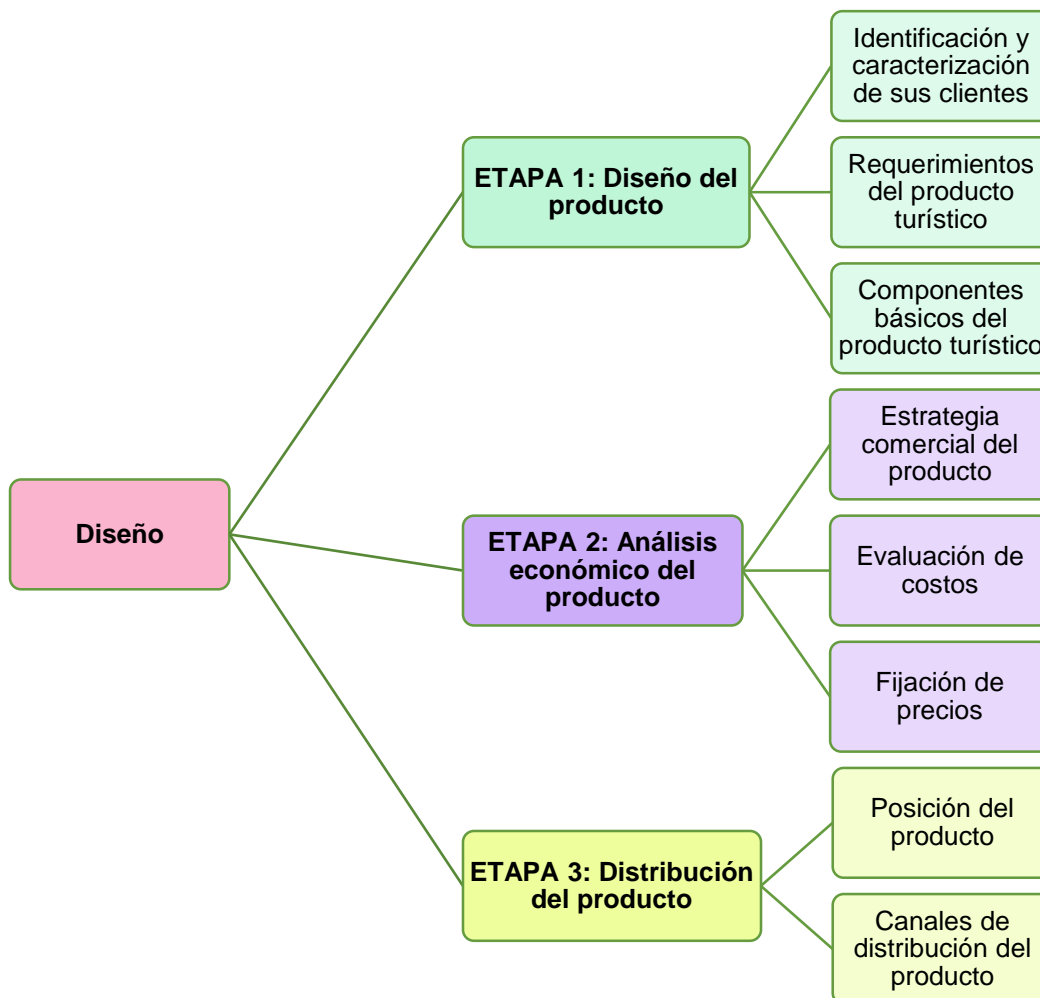 Diseño
ETAPA 1: Diseño del
producto
Identificación y
caracterización
de sus clientes
Requerimientos
del producto
turístico
Componentes
básicos del
producto turístico
ETAPA 2: Análisis
económico del
producto
Estrategia
comercial del
producto
Evaluación de
costos
Fijación de
precios
ETAPA 3: Distribución
del producto
Posición del
producto
Canales de
distribución del
producto